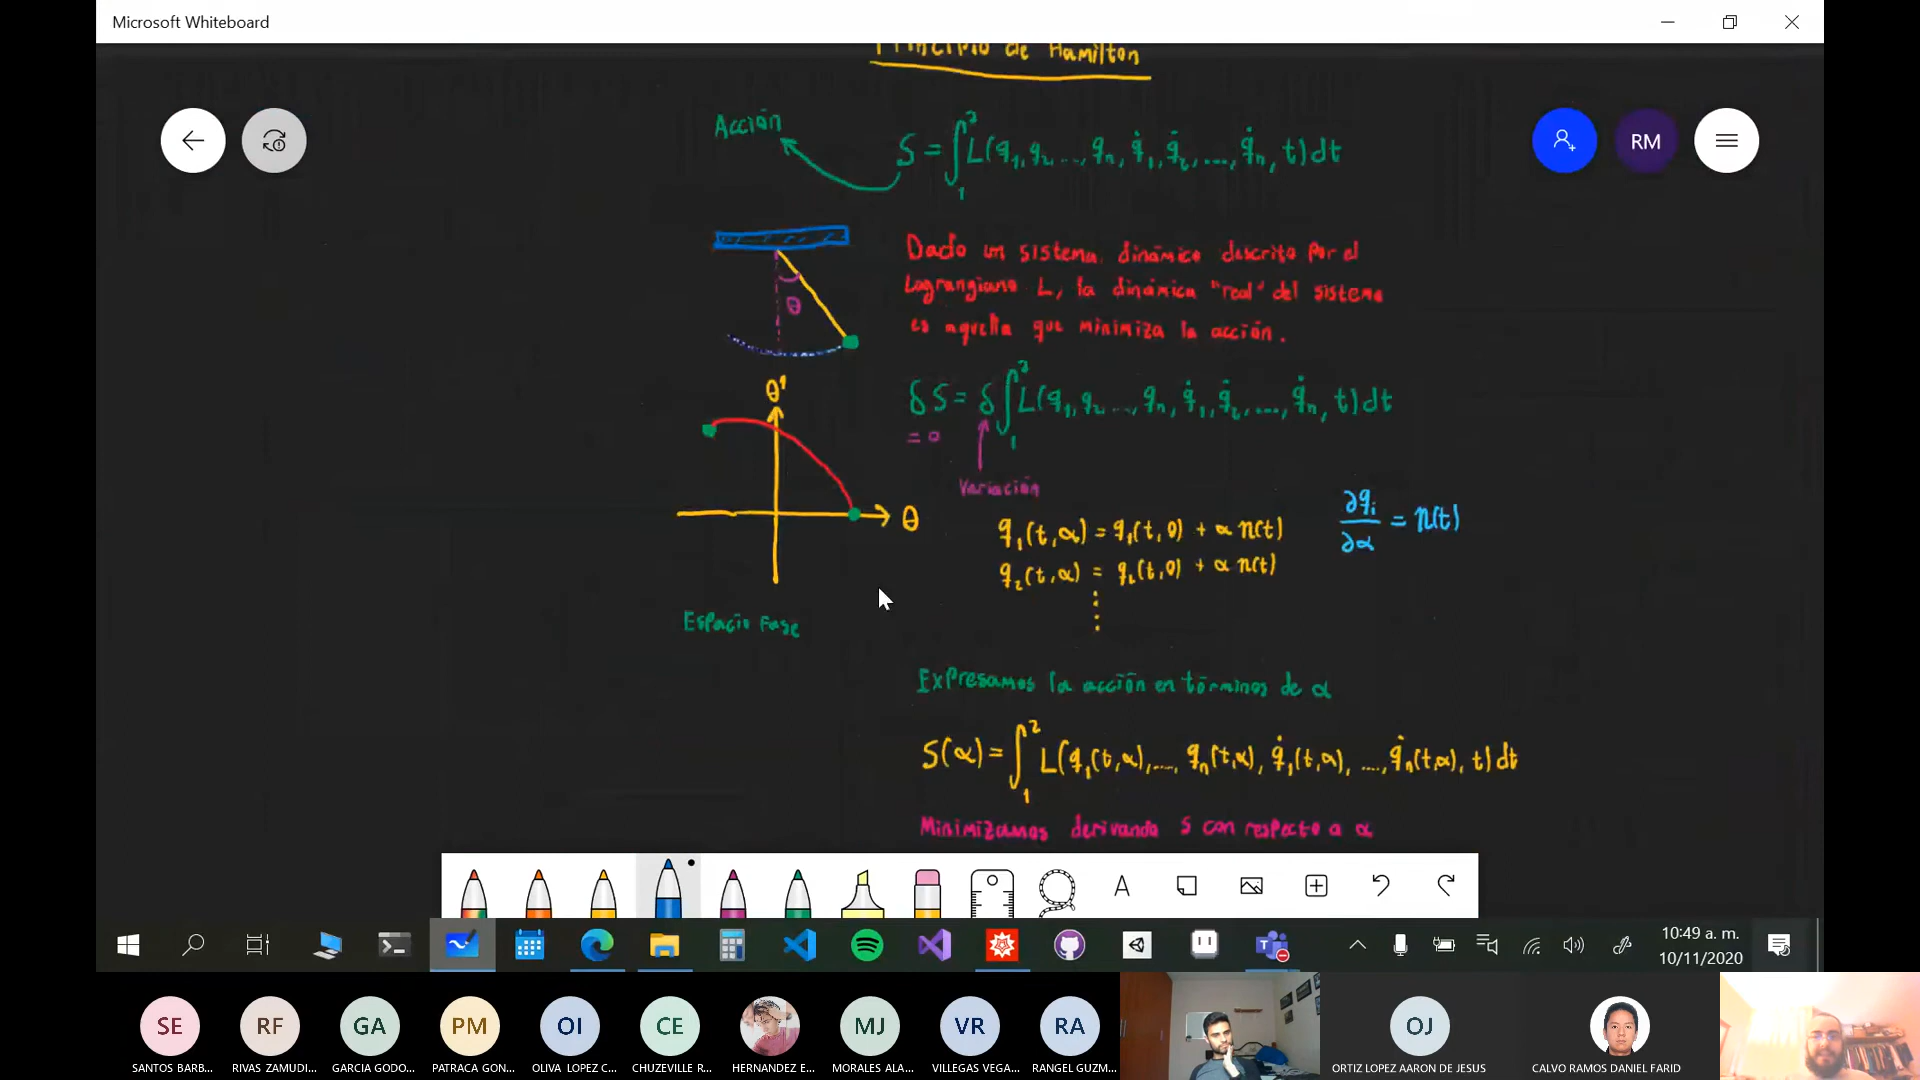 Microsoft Whiteboard
Principio de Hamilton
Acción
S = ∫₁² L(q₁, q₂ ..., qₙ, q̇₁, q̇₂, ..., q̇ₙ, t) dt
RM
Dado un sistema dinámico descrito por el
Lagrangiano L, la dinámica "real" del sistema
es aquella que minimiza la acción.
θ
θ'
θ
Espacio Fase
δS = δ ∫₁² L(q₁, q₂ ..., qₙ, q̇₁, q̇₂, ..., q̇ₙ, t) dt
= 0
Variación
q₁(t,α) = q₁(t,0) + α η(t)
q₂(t,α) = q₂(t,0) + α η(t)
⋮
∂qᵢ/∂α = η(t)
Expresamos la acción en términos de α
S(α) = ∫₁² L(q₁(t,α), ..., qₙ(t,α), q̇₁(t,α), ..., q̇ₙ(t,α), t) dt
Minimizamos derivando S con respecto a α
10:49 a. m.
10/11/2020
SE RF GA PM OI CE MJ VR RA OJ
SANTOS BARB... RIVAS ZAMUDI... GARCIA GODO... PATRACA GON... OLIVA LOPEZ C... CHUZEVILLE R... HERNANDEZ E... MORALES ALA... VILLEGAS VEGA... RANGEL GUZM... ORTIZ LOPEZ AARON DE JESUS CALVO RAMOS DANIEL FARID